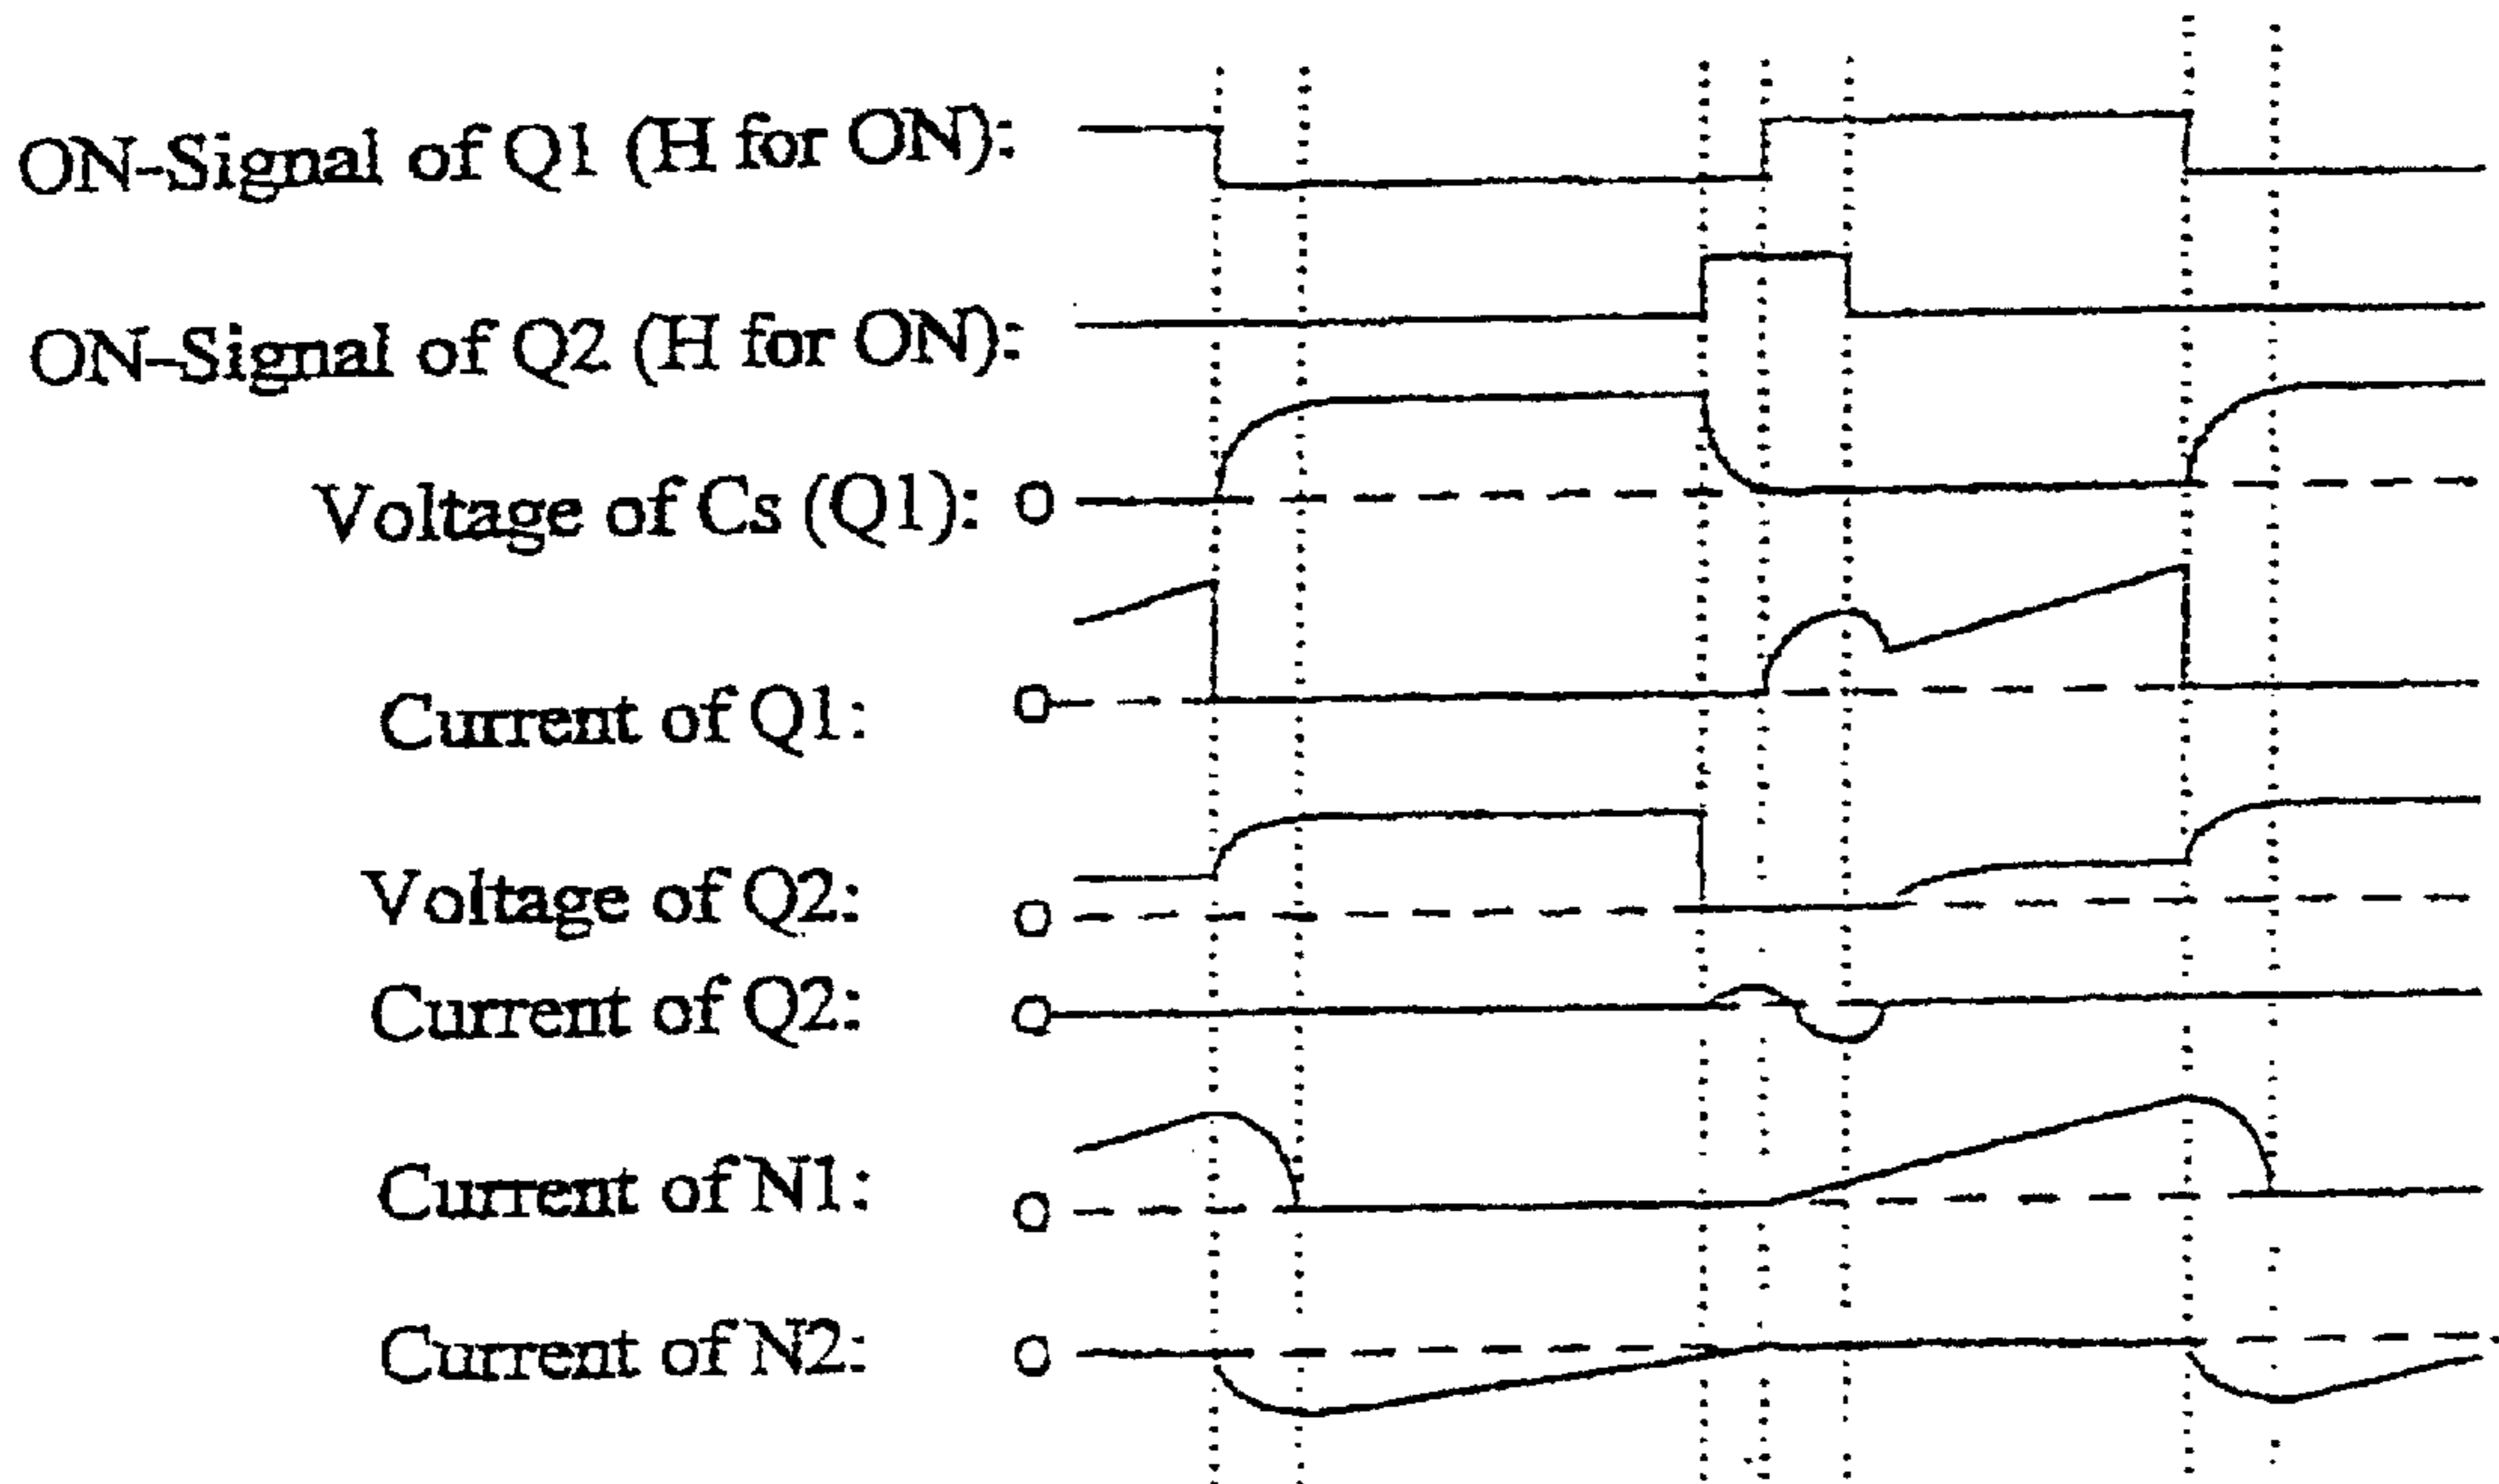 ON-Signal of Q1 (H for ON):
ON-Signal of Q2 (H for ON):
Voltage of Cs (Q1): 0
Current of Q1: 0
Voltage of Q2: 0
Current of Q2: 0
Current of N1: 0
Current of N2: 0